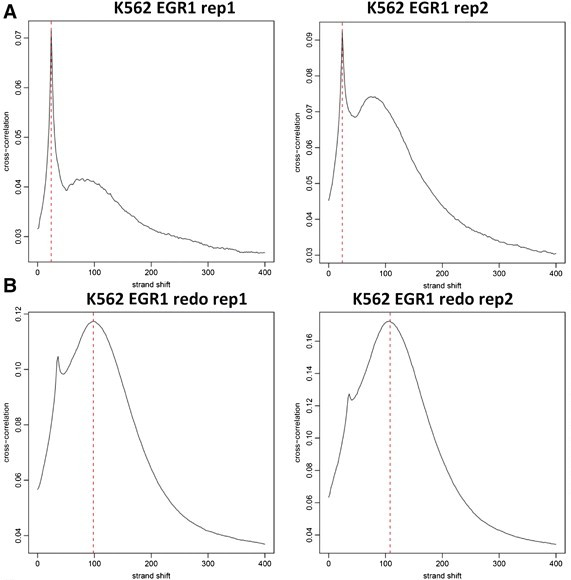 A
K562 EGR1 rep1
K562 EGR1 rep2
cross−correlation
0.03
0.04
0.05
0.06
0.07
0 100 200 300 400
strand shift
cross−correlation
0.03
0.04
0.05
0.06
0.07
0.08
0.09
0 100 200 300 400
strand shift
B
K562 EGR1 redo rep1
K562 EGR1 redo rep2
cross−correlation
0.04
0.06
0.08
0.10
0.12
0 100 200 300 400
strand shift
cross−correlation
0.04
0.06
0.08
0.10
0.12
0.14
0.16
0 100 200 300 400
strand shift